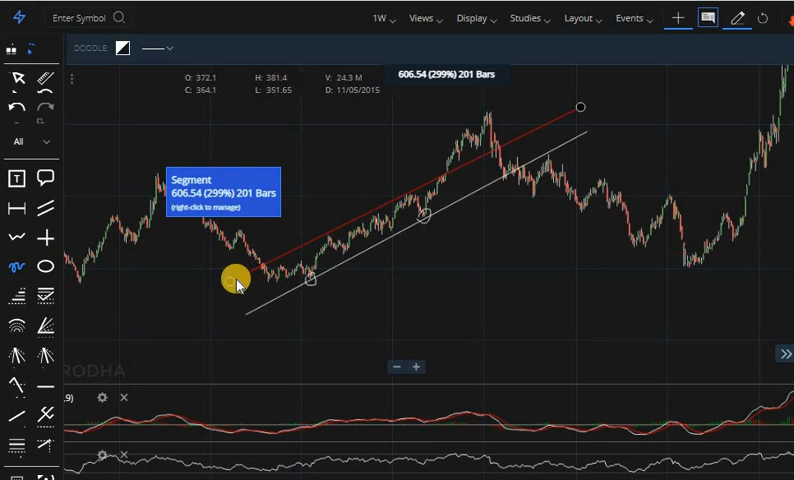 Enter Symbol
1W Views Display Studies Layout Events
DOODLE:
O: 372.1 H: 381.4 V: 24.3 M
C: 364.1 L: 351.65 D: 11/05/2015
606.54 (299%) 201 Bars
All
Segment
606.54 (299%) 201 Bars
(right-click to manage)
RODHA
,9)